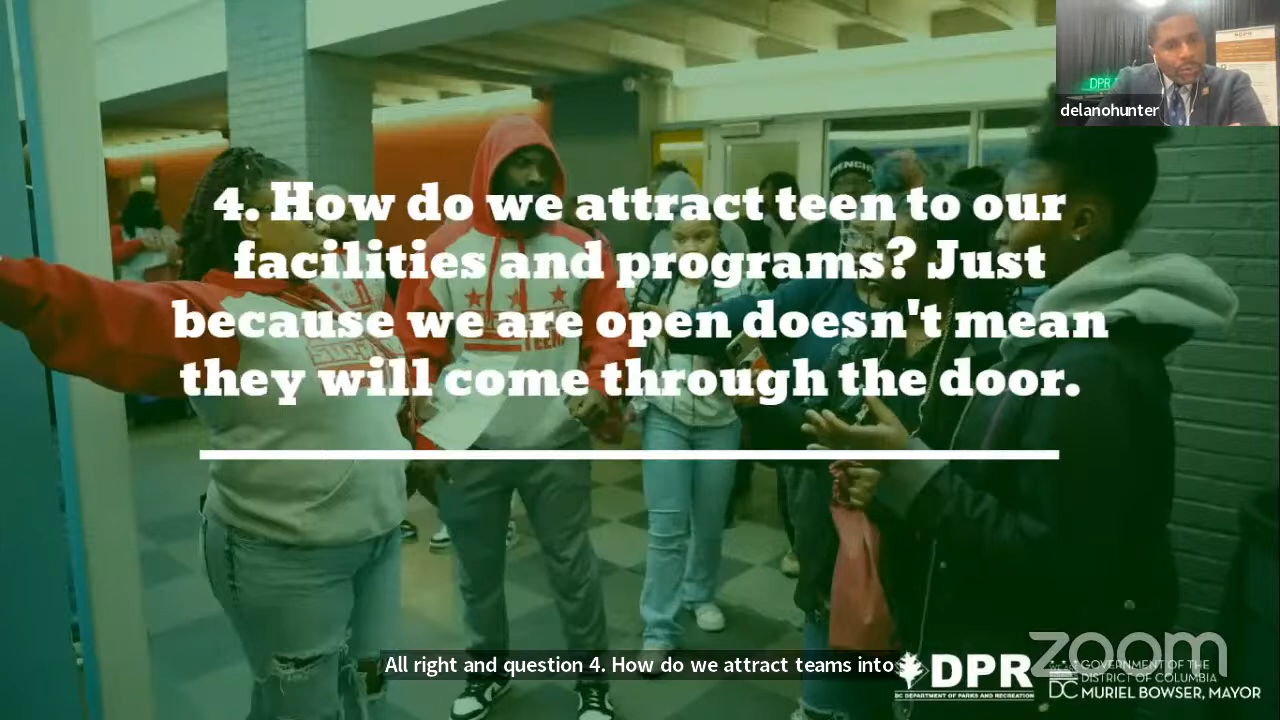 DPR
delanohunter
4. How do we attract teen to our
facilities and programs? Just
because we are open doesn't mean
they will come through the door.
All right and question 4. How do we attract teams into
DPR
DC DEPARTMENT OF PARKS AND RECREATION
zoom
GOVERNMENT OF THE
DISTRICT OF COLUMBIA
DC MURIEL BOWSER, MAYOR